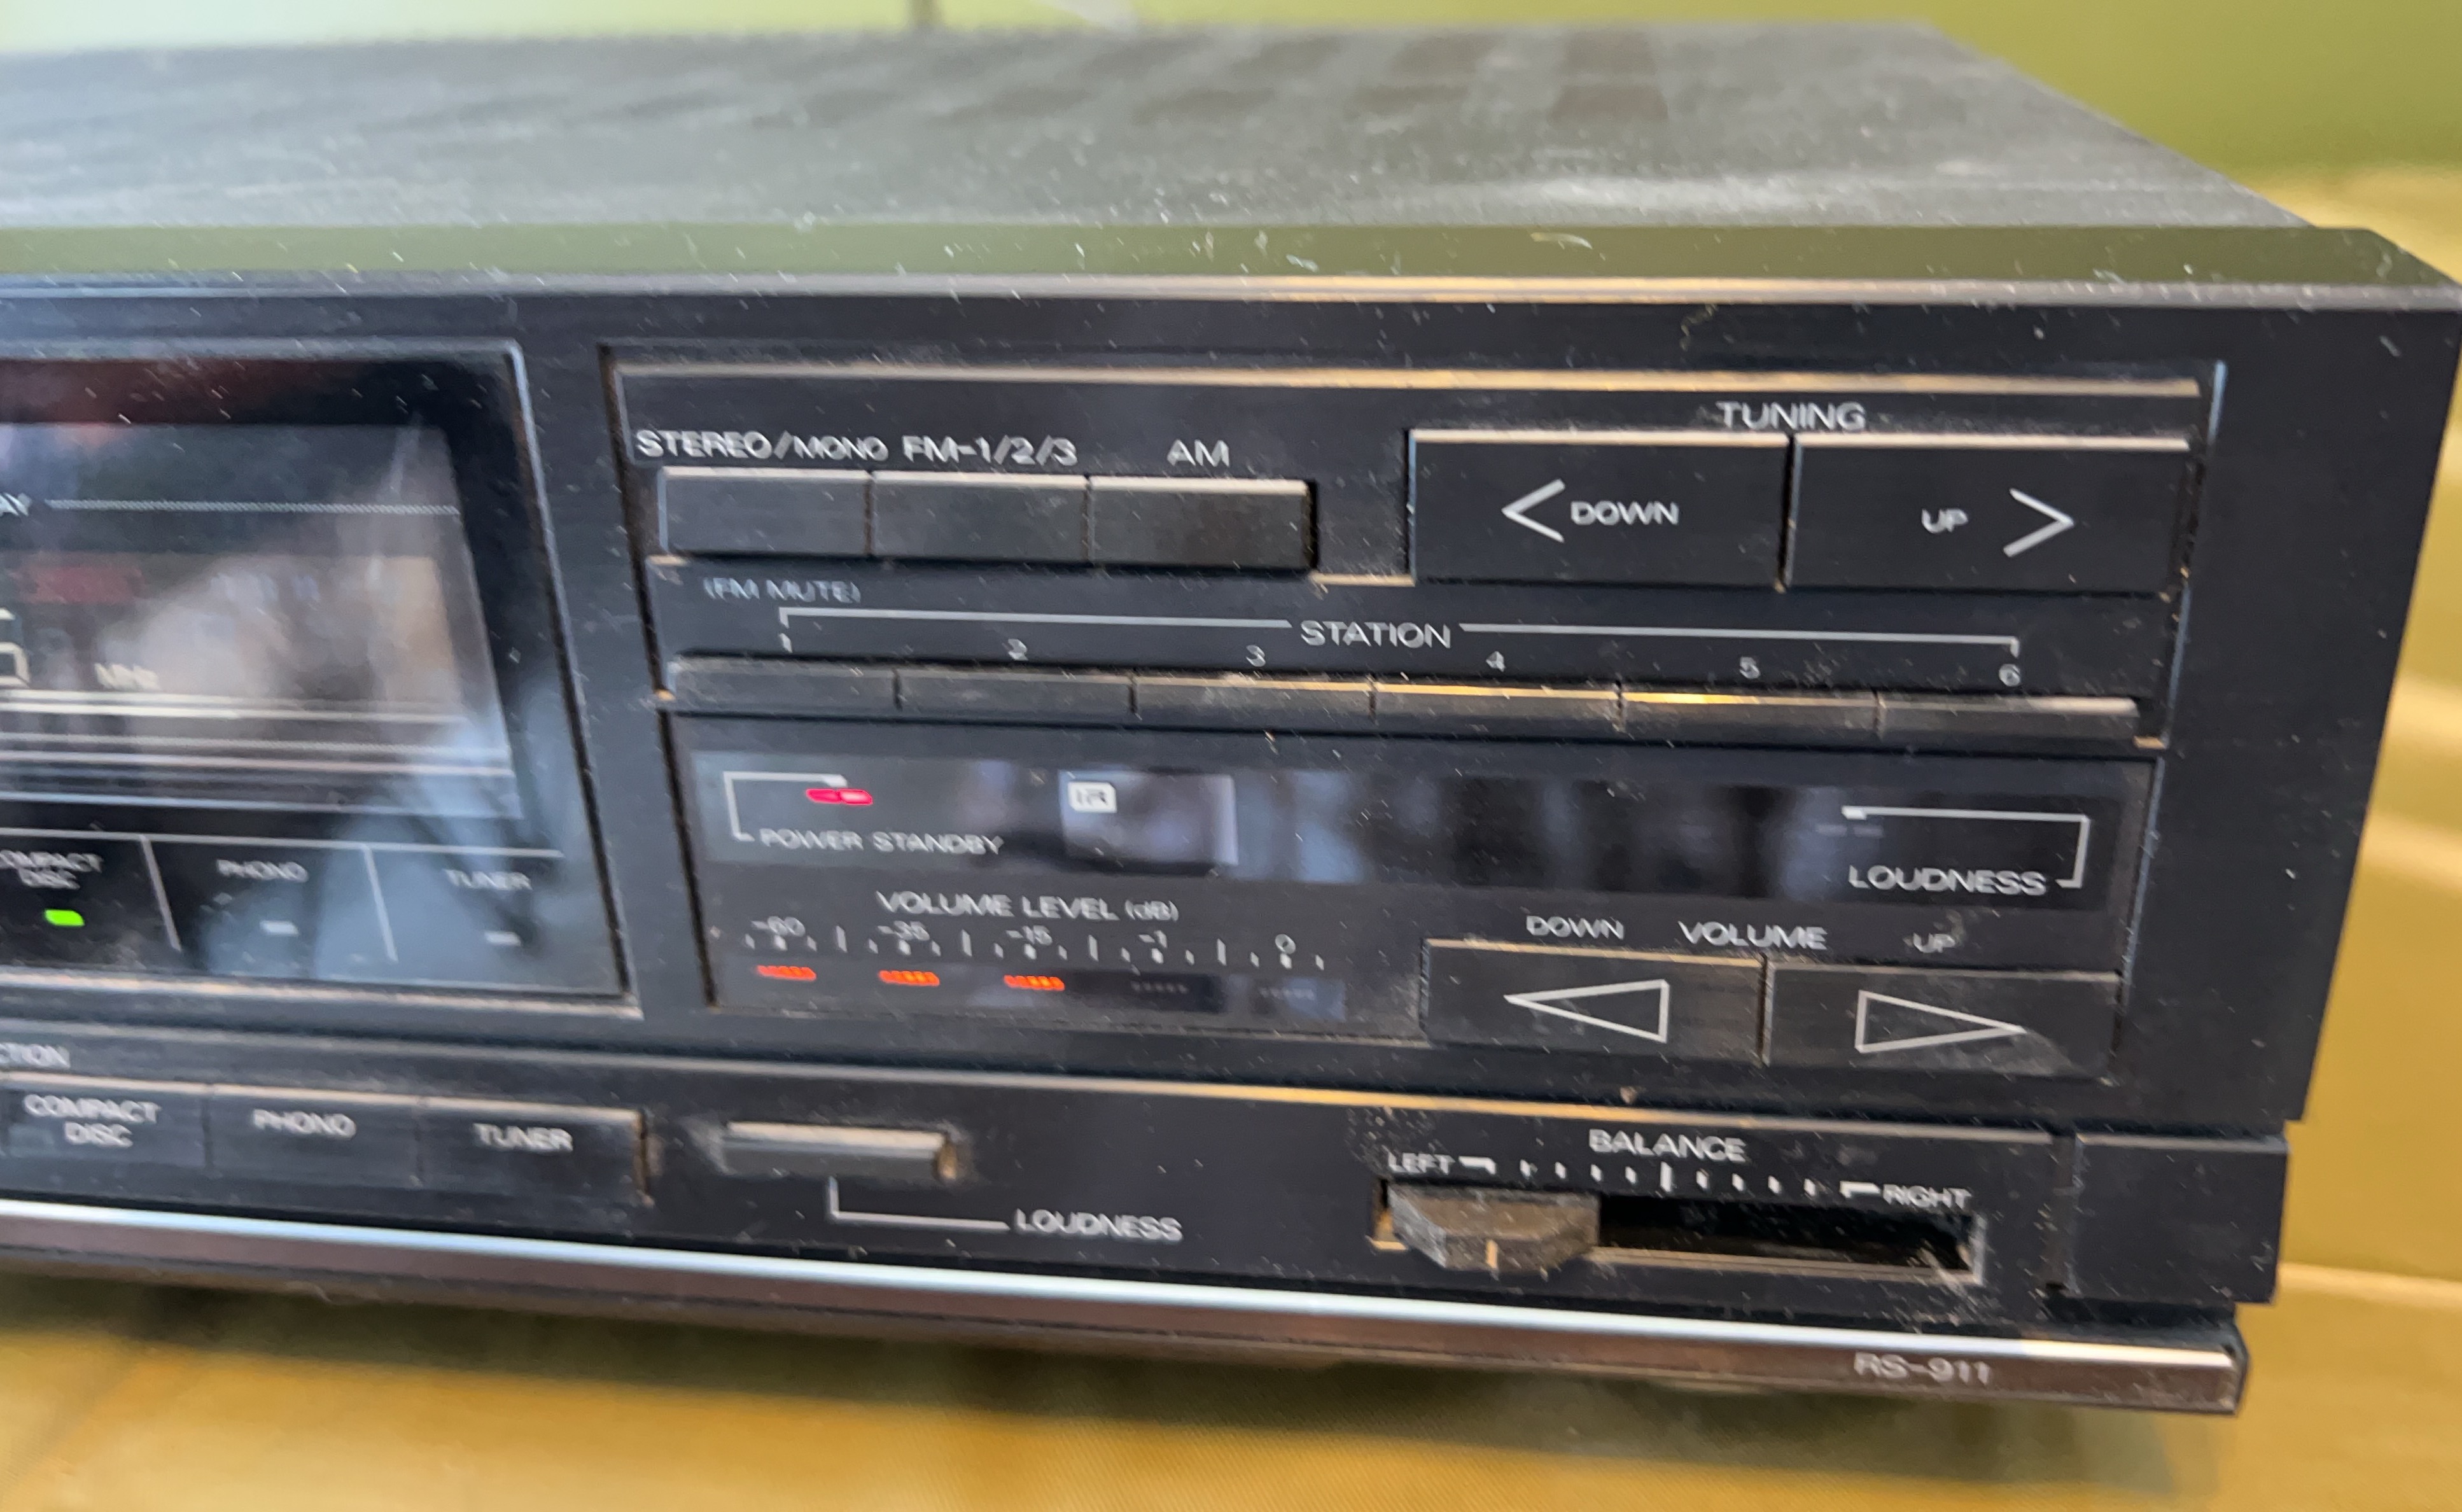 TUNING
STEREO/MONO FM-1/2/3 AM
< DOWN UP >
(FM MUTE)
STATION
1 2 3 4 5 6
MHz
IR
POWER STANDBY
LOUDNESS
DISC PHONO TUNER
VOLUME LEVEL (dB)
-60 -35 -15 -1 0
DOWN VOLUME UP
COMPACT
DISC
PHONO
TUNER
LOUDNESS
BALANCE
LEFT RIGHT
RS-911